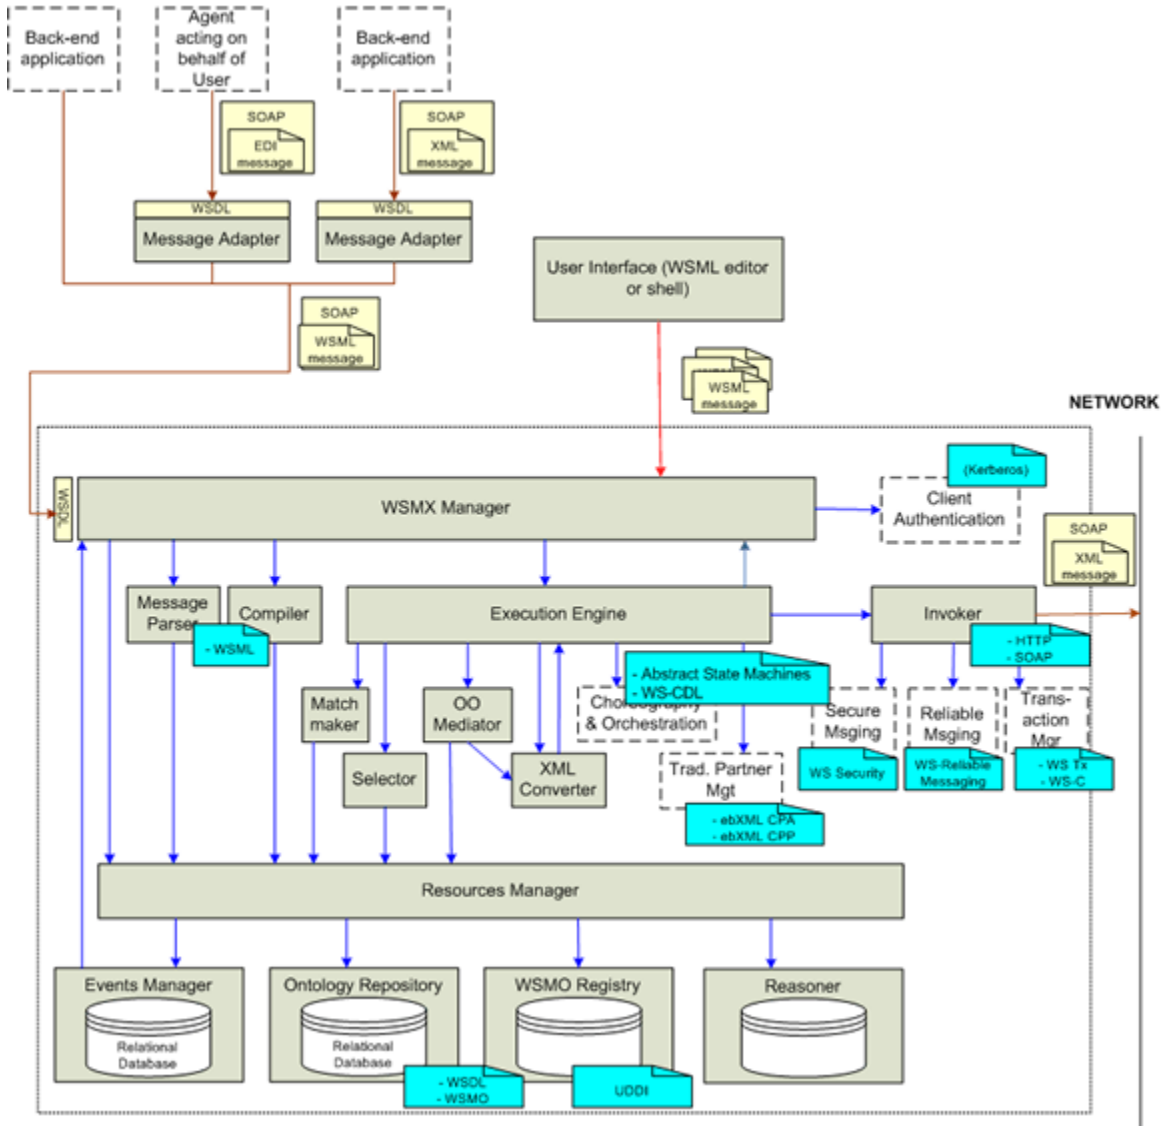 Back-end
application
Agent
acting on
behalf of
User
Back-end
application
SOAP
EDI
message
SOAP
XML
message
WSDL
Message Adapter
WSDL
Message Adapter
User Interface (WSML editor
or shell)
SOAP
WSML
message
WSML
message
NETWORK
(Kerberos)
WSDL
WSMX Manager
Client
Authentication
SOAP
XML
message
Message
Parser
Compiler
- WSML
Execution Engine
Invoker
- HTTP
- SOAP
- Abstract State Machines
- WS-CDL
Match
maker
OO
Mediator
Choreography
& Orchestration
Secure
Msging
Reliable
Msging
Trans-
action
Mgr
WS Security
WS-Reliable
Messaging
- WS Tx
- WS-C
Selector
XML
Converter
Trad. Partner
Mgt
- ebXML CPA
- ebXML CPP
Resources Manager
Events Manager
Relational
Database
Ontology Repository
Relational
Database
WSMO Registry
Reasoner
- WSDL
- WSMO
UDDI